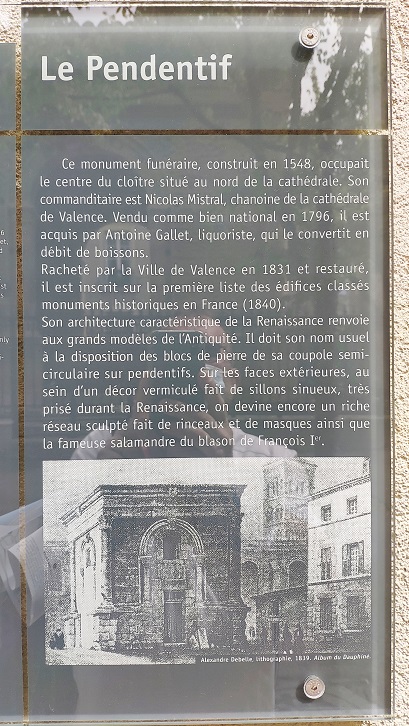 Le Pendentif
Ce monument funéraire, construit en 1548, occupait
le centre du cloître situé au nord de la cathédrale. Son
commanditaire est Nicolas Mistral, chanoine de la cathédrale
de Valence. Vendu comme bien national en 1796, il est
acquis par Antoine Gallet, liquoriste, qui le convertit en
débit de boissons.
Racheté par la Ville de Valence en 1831 et restauré,
il est inscrit sur la première liste des édifices classés
monuments historiques en France (1840).
Son architecture caractéristique de la Renaissance renvoie
aux grands modèles de l'Antiquité. Il doit son nom usuel
à la disposition des blocs de pierre de sa coupole semi-
circulaire sur pendentifs. Sur les faces extérieures, au
sein d'un décor vermiculé fait de sillons sinueux, très
prisé durant la Renaissance, on devine encore un riche
réseau sculpté fait de rinceaux et de masques ainsi que
la fameuse salamandre du blason de François Ier.
Alexandre Debelle, lithographie, 1839. Album du Dauphiné.